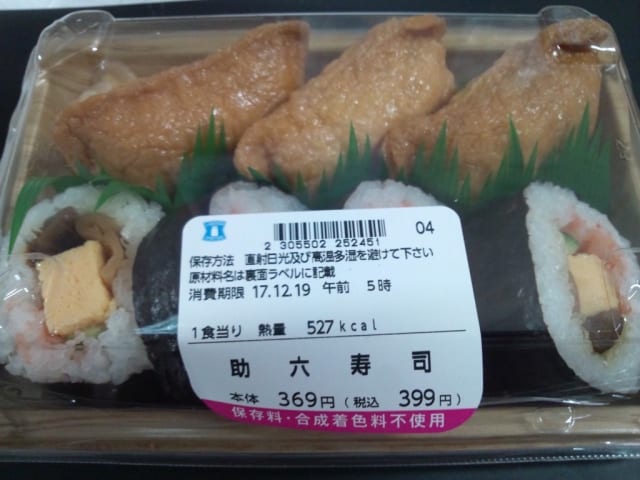 04
2 305502 252451
保存方法 直射日光及び高温多湿を避けて下さい
原材料名は裏面ラベルに記載
消費期限 17.12.19 午前 5時
1食当り 熱量 527kcal
助六寿司
本体 369円(税込 399円)
保存料・合成着色料不使用